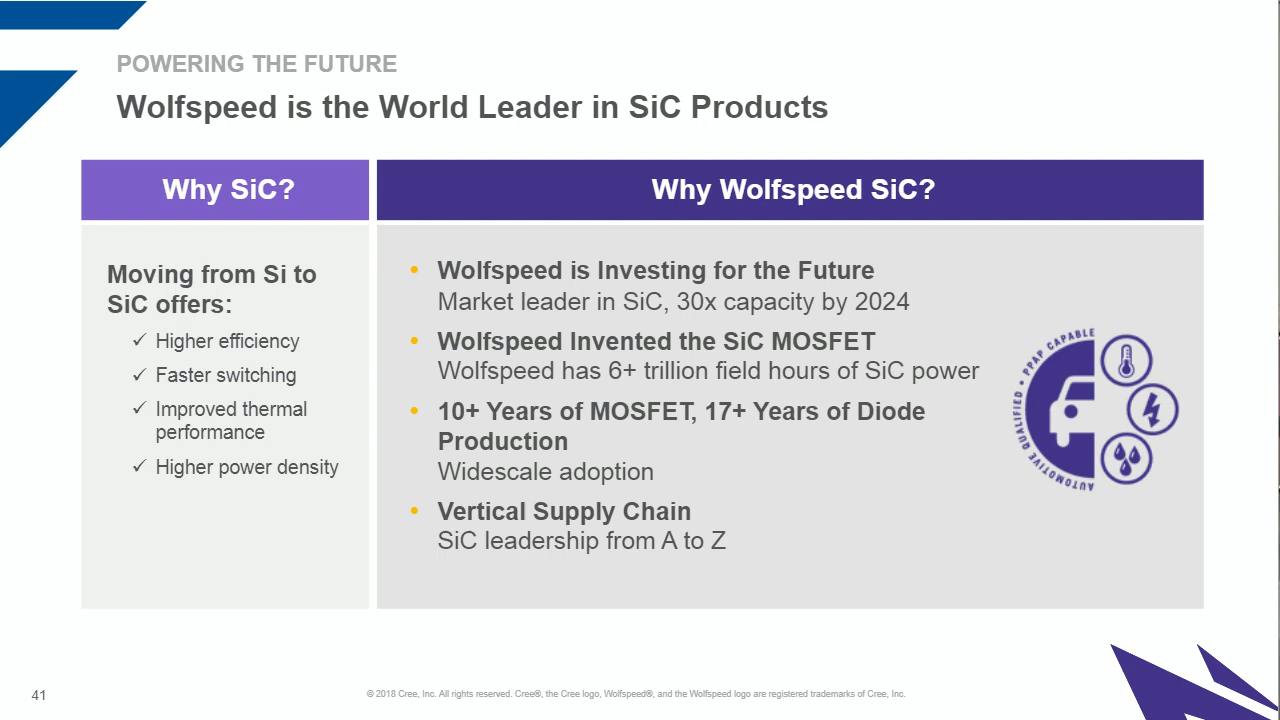 POWERING THE FUTURE
Wolfspeed is the World Leader in SiC Products
Why SiC?
Moving from Si to
SiC offers:
✓ Higher efficiency
✓ Faster switching
✓ Improved thermal
performance
✓ Higher power density
Why Wolfspeed SiC?
• Wolfspeed is Investing for the Future
Market leader in SiC, 30x capacity by 2024
• Wolfspeed Invented the SiC MOSFET
Wolfspeed has 6+ trillion field hours of SiC power
• 10+ Years of MOSFET, 17+ Years of Diode
Production
Widescale adoption
• Vertical Supply Chain
SiC leadership from A to Z
AUTOMOTIVE QUALIFIED • PPAP CAPABLE
41
© 2018 Cree, Inc. All rights reserved. Cree®, the Cree logo, Wolfspeed®, and the Wolfspeed logo are registered trademarks of Cree, Inc.